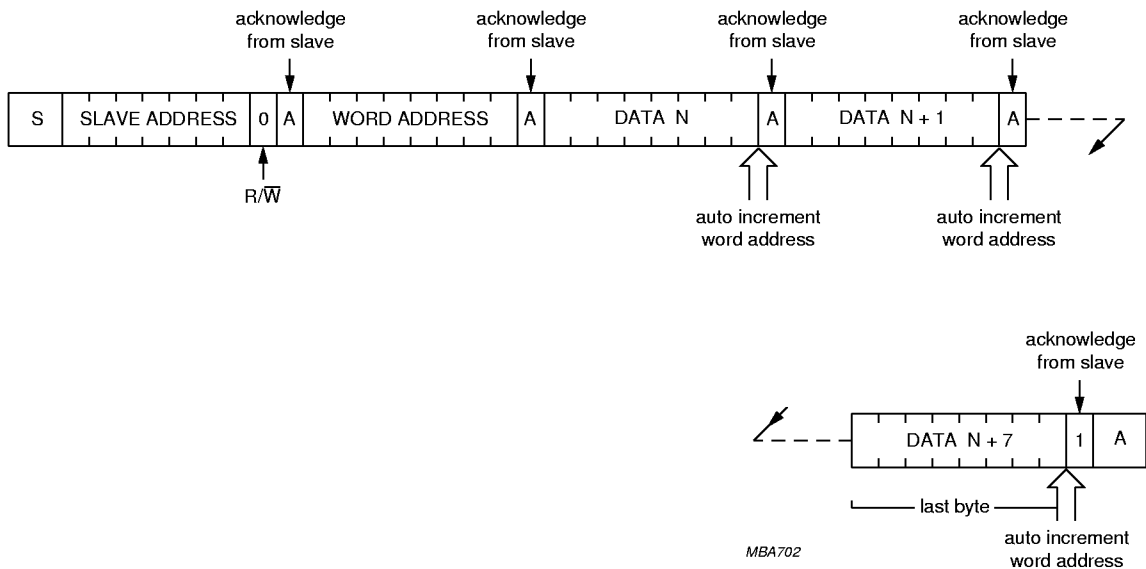 acknowledge
from slave
acknowledge
from slave
acknowledge
from slave
acknowledge
from slave
S SLAVE ADDRESS 0 A WORD ADDRESS A DATA N A DATA N + 1 A
R/W̅
auto increment
word address
auto increment
word address
acknowledge
from slave
DATA N + 7 1 A
last byte
auto increment
word address
MBA702